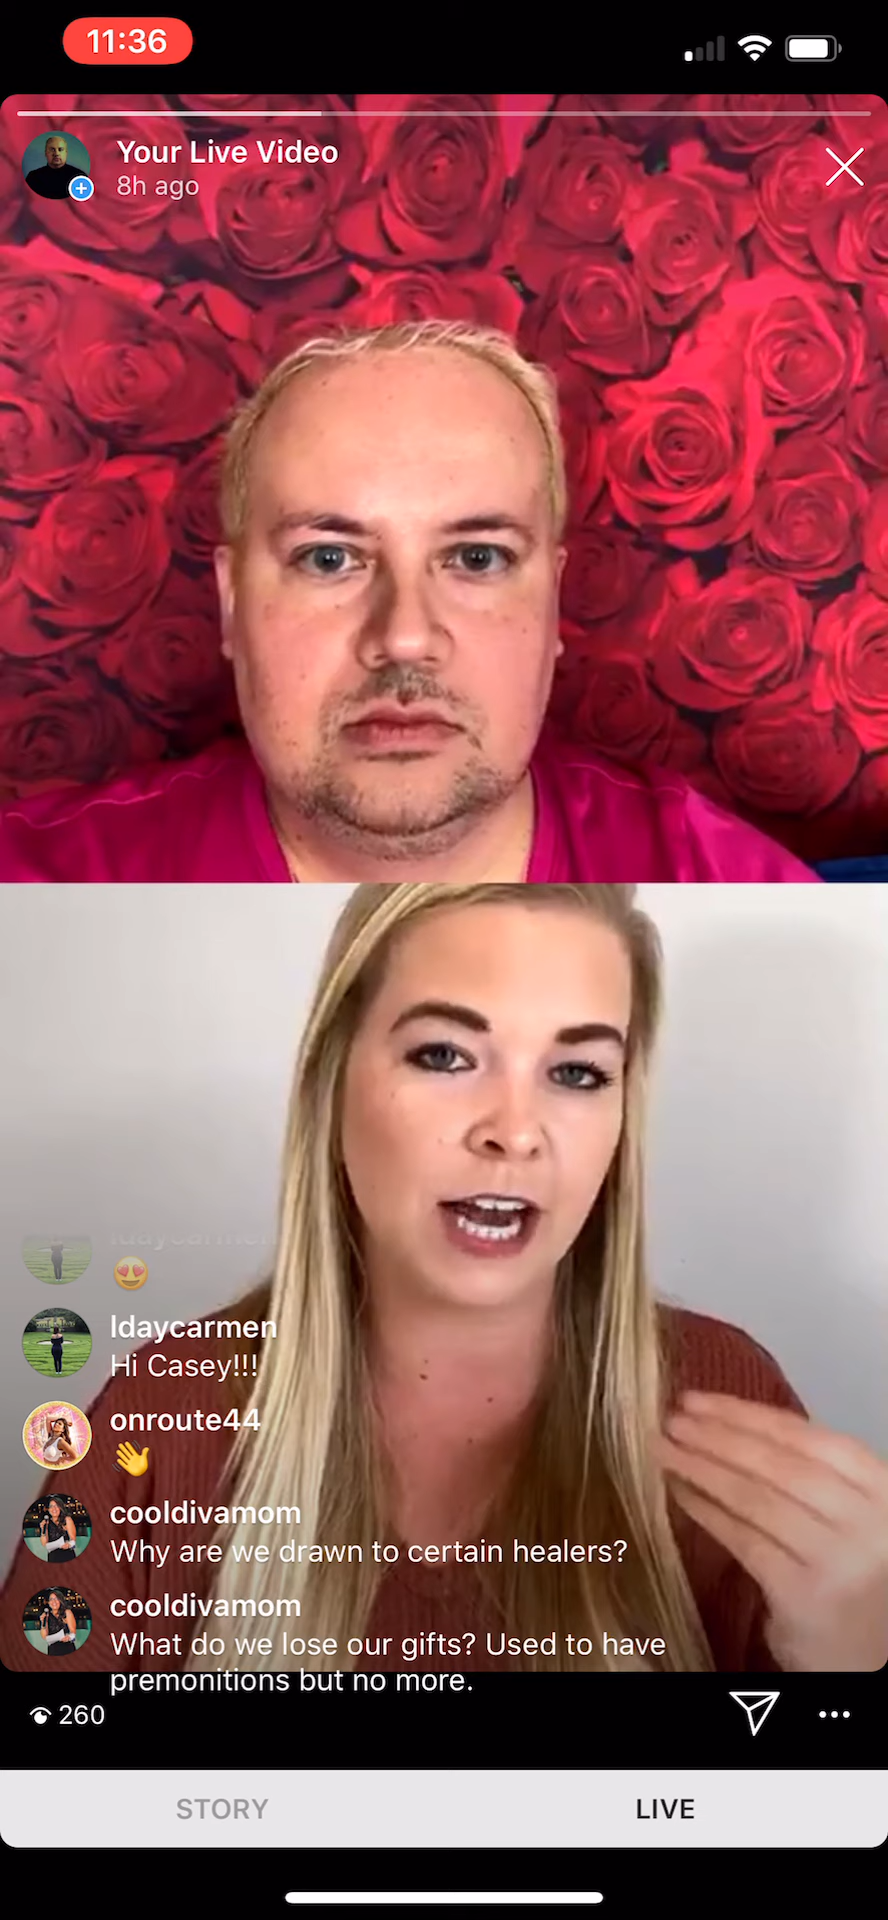 11:36
Your Live Video
8h ago
ldaycarmen
😍
ldaycarmen
Hi Casey!!!
onroute44
👋
cooldivamom
Why are we drawn to certain healers?
cooldivamom
What do we lose our gifts? Used to have
premonitions but no more.
260
STORY
LIVE